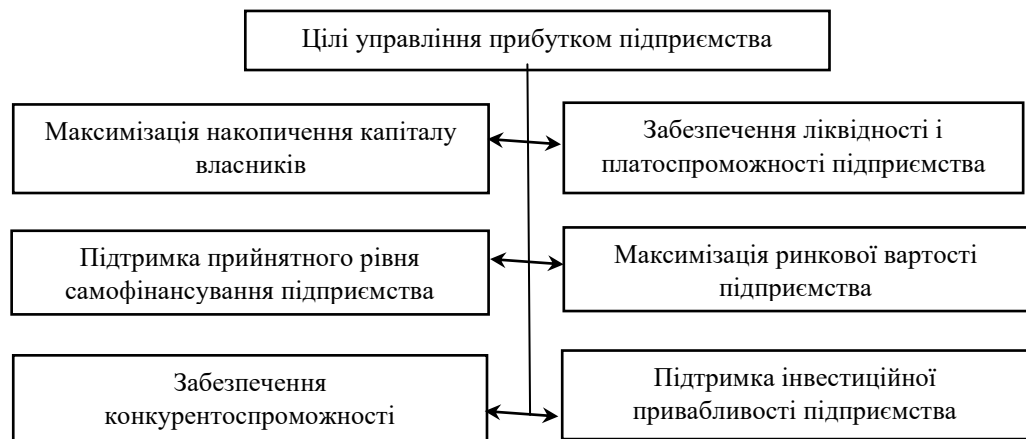 Цілі управління прибутком підприємства
Максимізація накопичення капіталу
власників
Забезпечення ліквідності і
платоспроможності підприємства
Підтримка прийнятного рівня
самофінансування підприємства
Максимізація ринкової вартості
підприємства
Забезпечення
конкурентоспроможності
Підтримка інвестиційної
привабливості підприємства